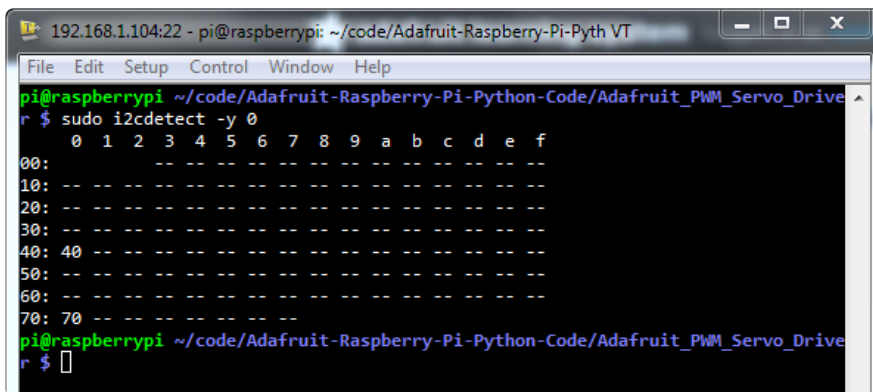 192.168.1.104:22 - pi@raspberrypi: ~/code/Adafruit-Raspberry-Pi-Pyth VT
File Edit Setup Control Window Help
pi@raspberrypi ~/code/Adafruit-Raspberry-Pi-Python-Code/Adafruit_PWM_Servo_Drive
r $ sudo i2cdetect -y 0
     0  1  2  3  4  5  6  7  8  9  a  b  c  d  e  f
00:          -- -- -- -- -- -- -- -- -- -- -- -- --
10: -- -- -- -- -- -- -- -- -- -- -- -- -- -- -- --
20: -- -- -- -- -- -- -- -- -- -- -- -- -- -- -- --
30: -- -- -- -- -- -- -- -- -- -- -- -- -- -- -- --
40: 40 -- -- -- -- -- -- -- -- -- -- -- -- -- -- --
50: -- -- -- -- -- -- -- -- -- -- -- -- -- -- -- --
60: -- -- -- -- -- -- -- -- -- -- -- -- -- -- -- --
70: 70 -- -- -- -- -- -- --
pi@raspberrypi ~/code/Adafruit-Raspberry-Pi-Python-Code/Adafruit_PWM_Servo_Drive
r $